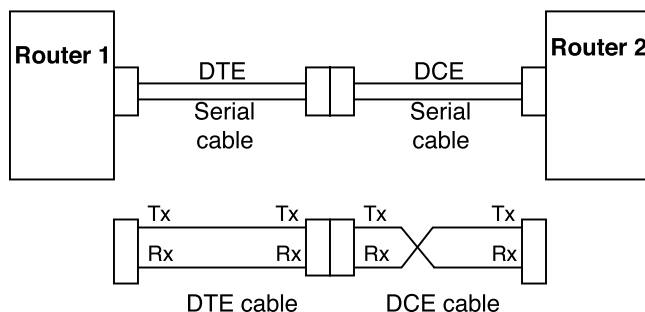 Router 1
Router 2
DTE
DCE
Serial
cable
Serial
cable
Tx
Tx
Tx
Tx
Rx
Rx
Rx
Rx
DTE cable
DCE cable